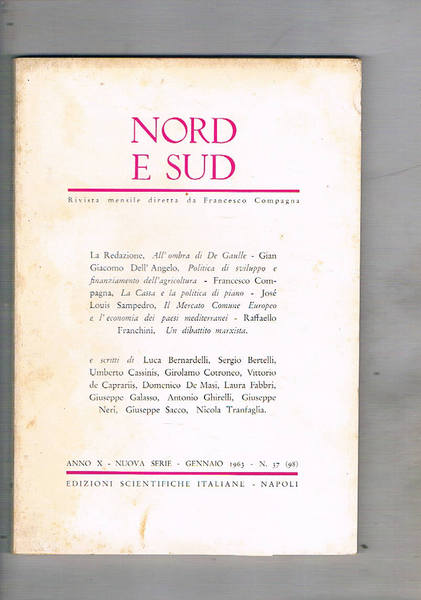 NORD
E SUD
Rivista mensile diretta da Francesco Compagna
La Redazione, All'ombra di De Gaulle - Gian
Giacomo Dell'Angelo, Politica di sviluppo e
finanziamento dell'agricoltura - Francesco Com-
pagna, La Cassa e la politica di piano - José
Louis Sampedro, Il Mercato Comune Europeo
e l'economia dei paesi mediterranei - Raffaello
Franchini, Un dibattito marxista.
e scritti di Luca Bernardelli, Sergio Bertelli,
Umberto Cassinis, Girolamo Cotroneo, Vittorio
de Caprariis, Domenico De Masi, Laura Fabbri,
Giuseppe Galasso, Antonio Ghirelli, Giuseppe
Neri, Giuseppe Sacco, Nicola Tranfaglia.
ANNO X - NUOVA SERIE - GENNAIO 1963 - N. 37 (98)
EDIZIONI SCIENTIFICHE ITALIANE - NAPOLI